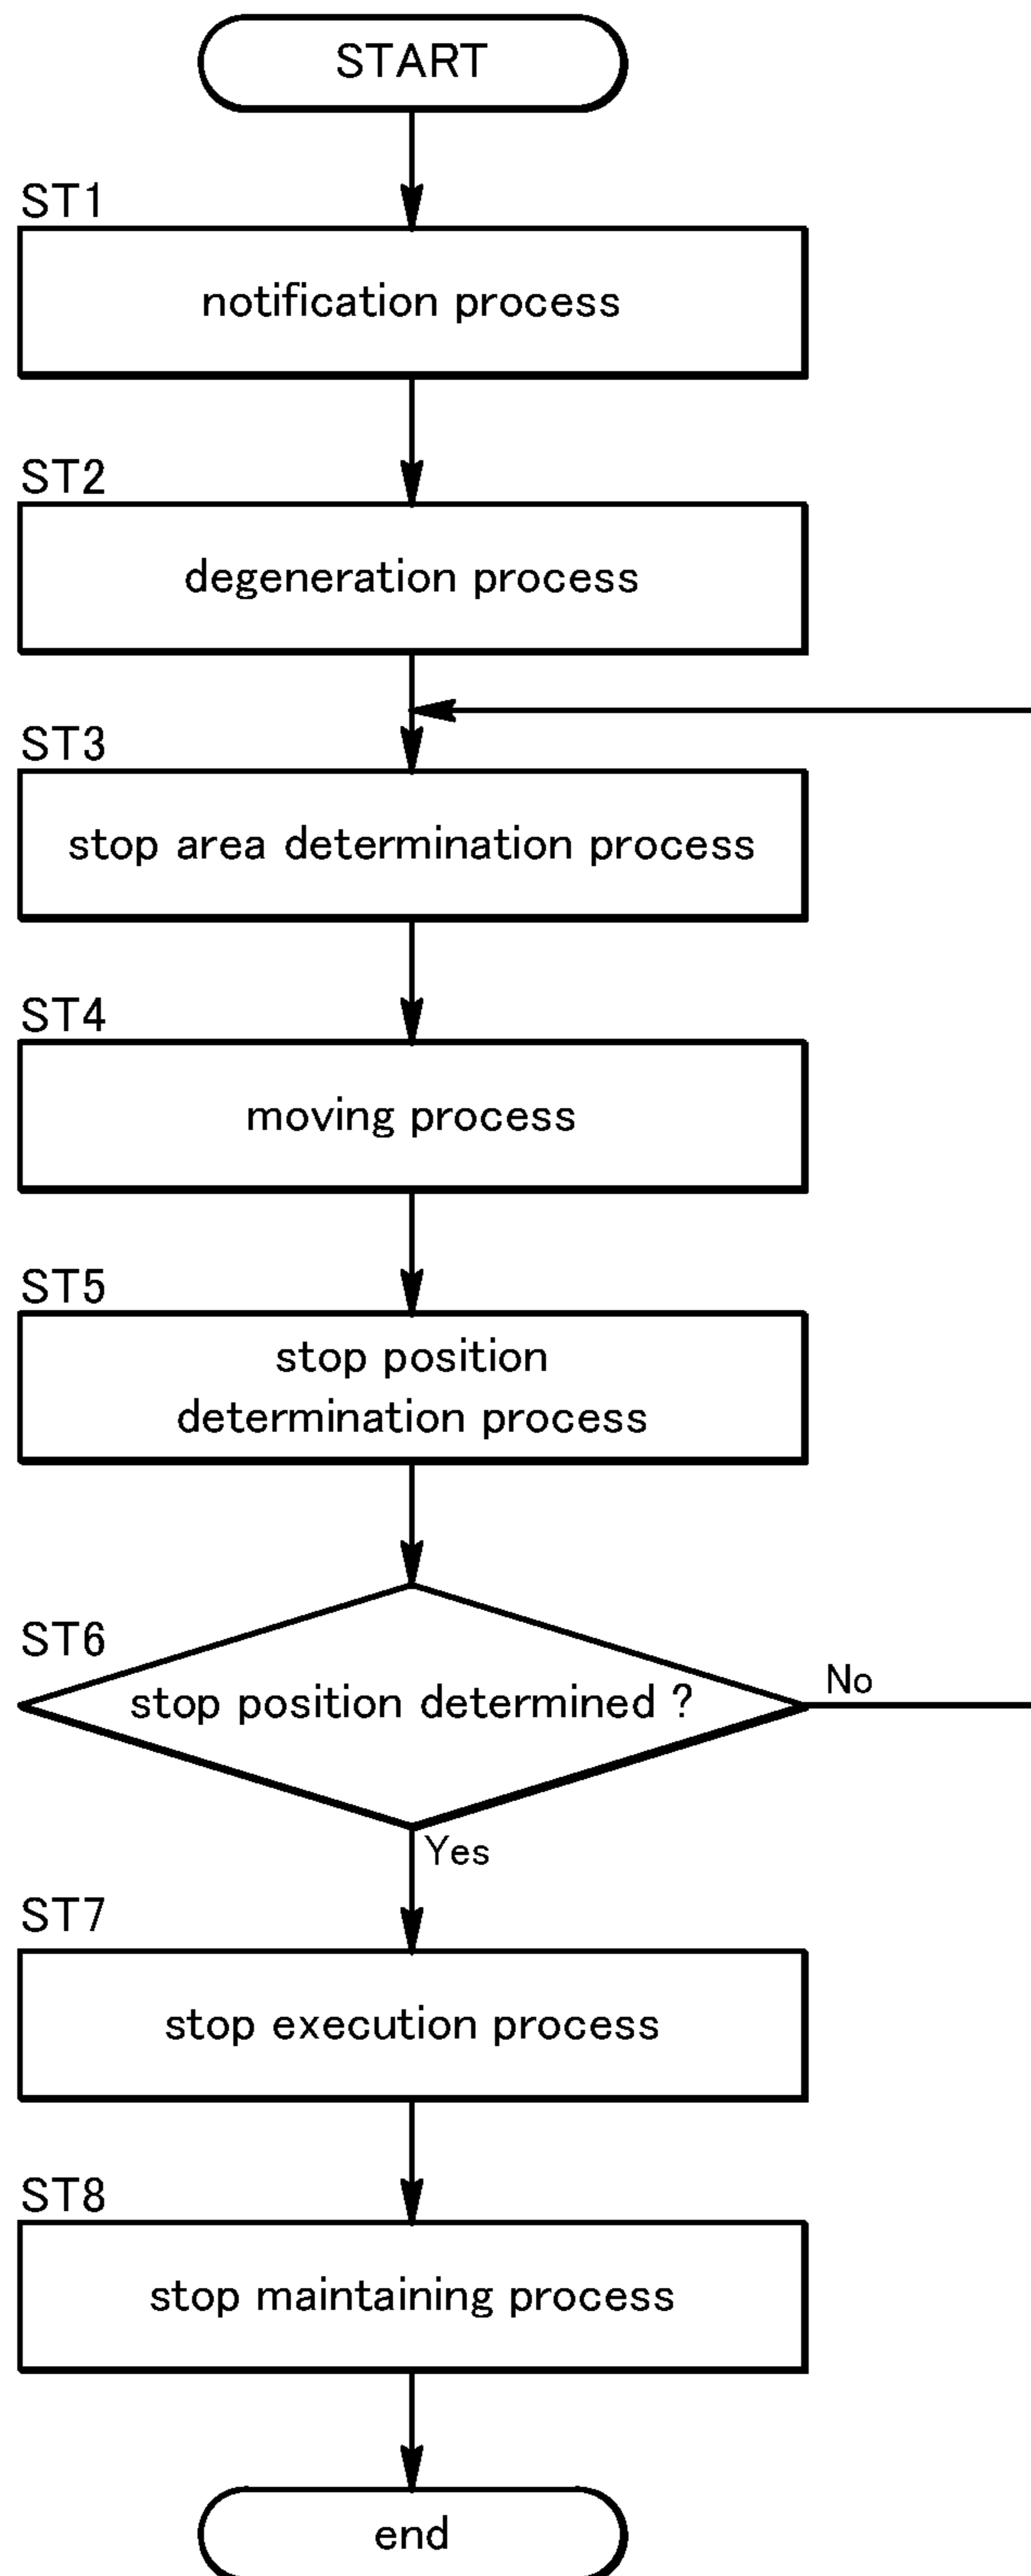 START
ST1
notification process
ST2
degeneration process
ST3
stop area determination process
ST4
moving process
ST5
stop position
determination process
ST6
stop position determined ?
No
Yes
ST7
stop execution process
ST8
stop maintaining process
end